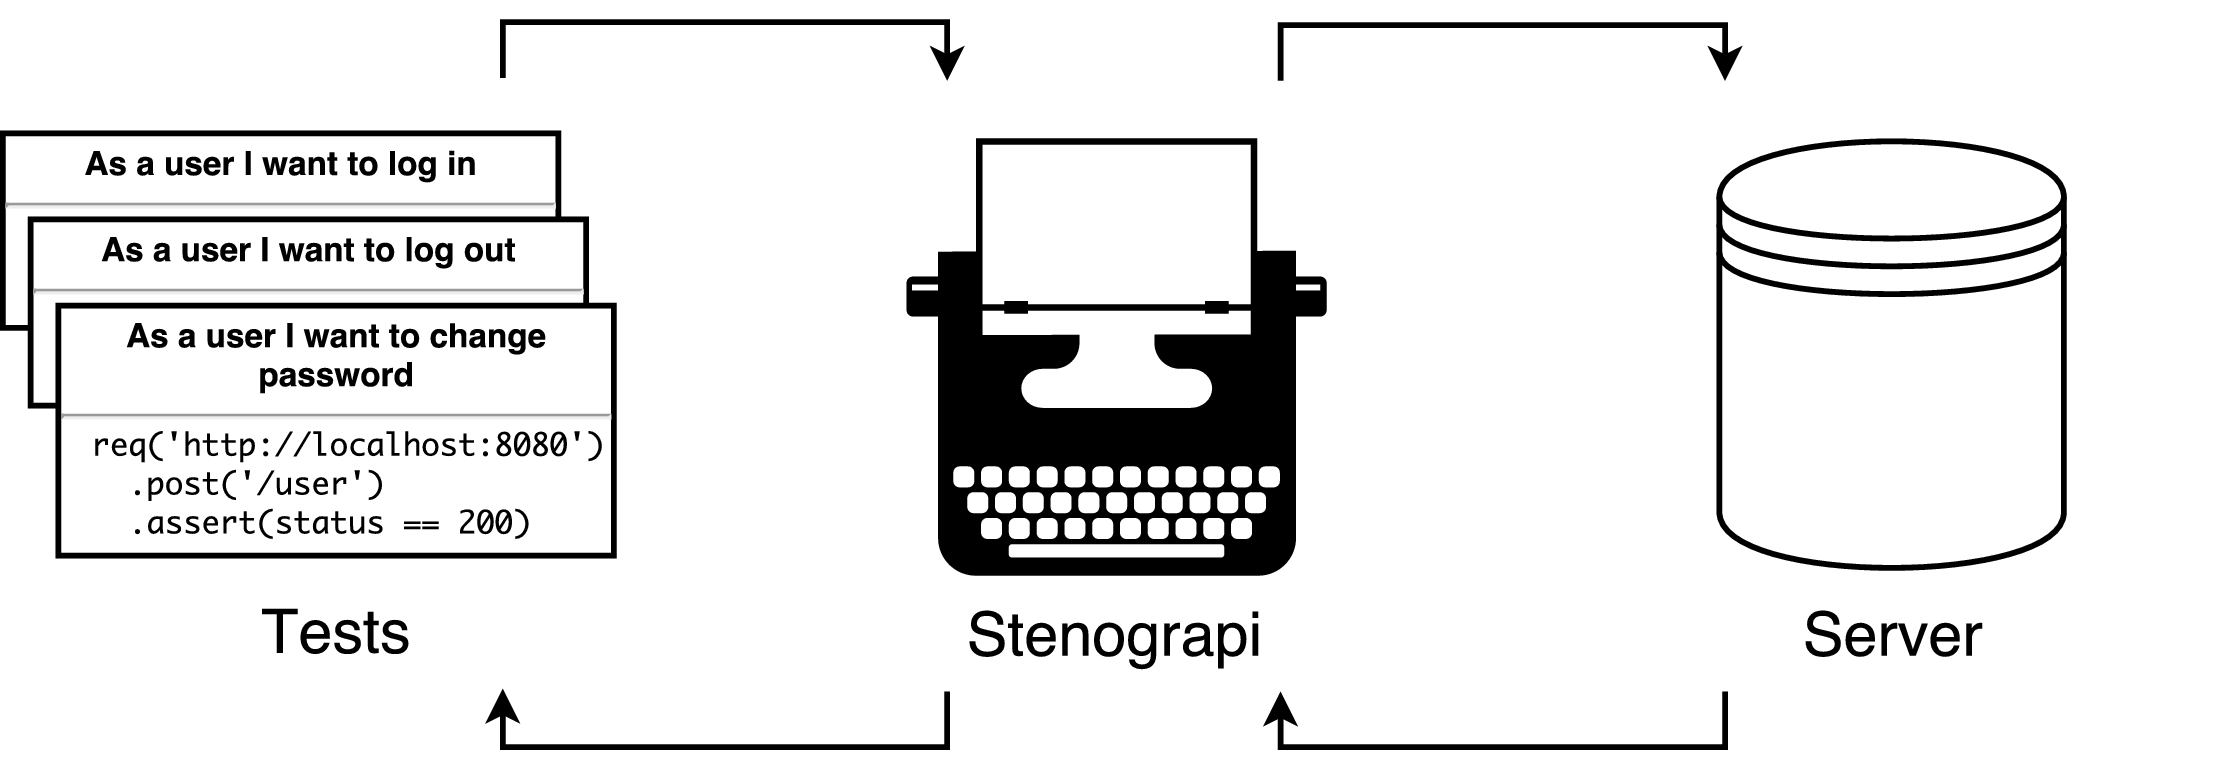 As a user I want to log in
As a user I want to log out
As a user I want to change
password
req('http://localhost:8080')
.post('/user')
.assert(status == 200)
Tests
Stenograpi
Server